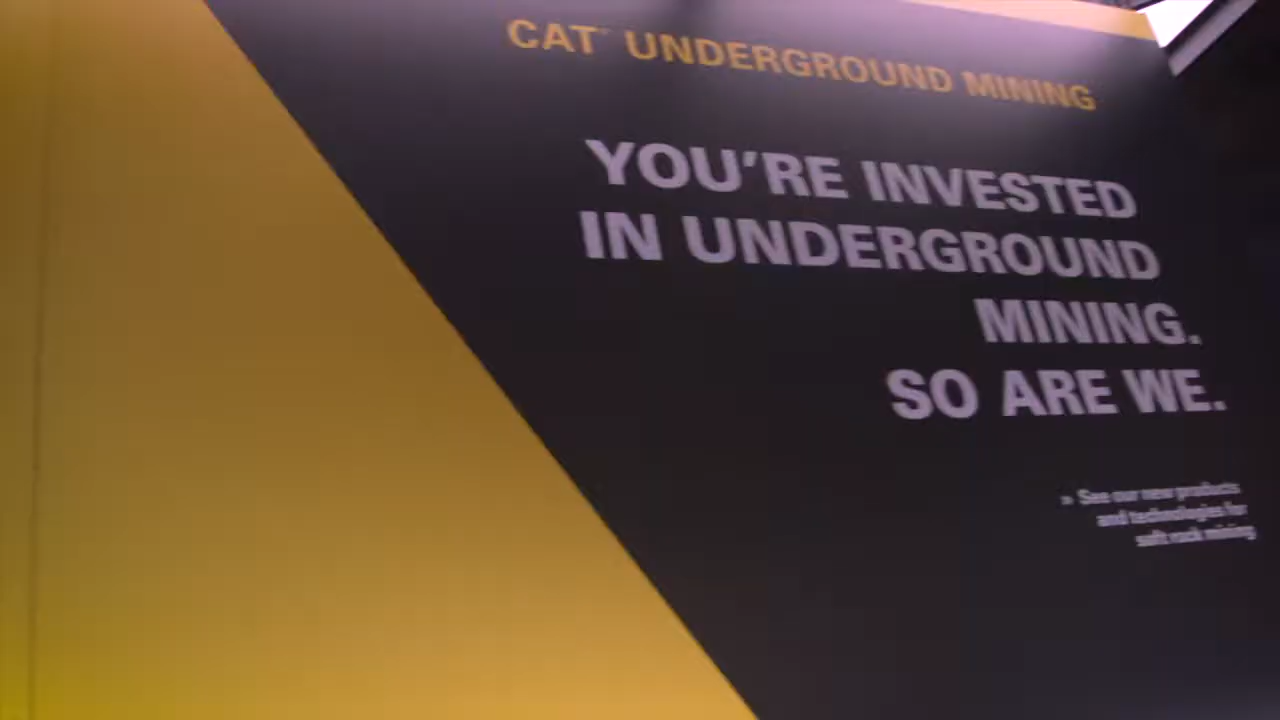 CAT® UNDERGROUND MINING
YOU'RE INVESTED
IN UNDERGROUND
MINING.
SO ARE WE.
» See our new products
and technologies for
soft rock mining